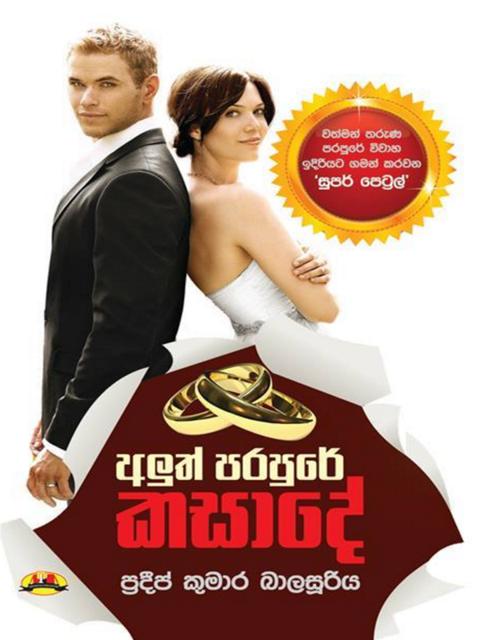 වත්මන් තරුණ
පරපුරේ විවාහ
ඉදිරියට ගමන් කරවන
‘සුපර් පෙට්‍රල්’
අලුත් පරපුරේ
කසාදේ
ප්‍රදීප් කුමාර බාලසූරිය